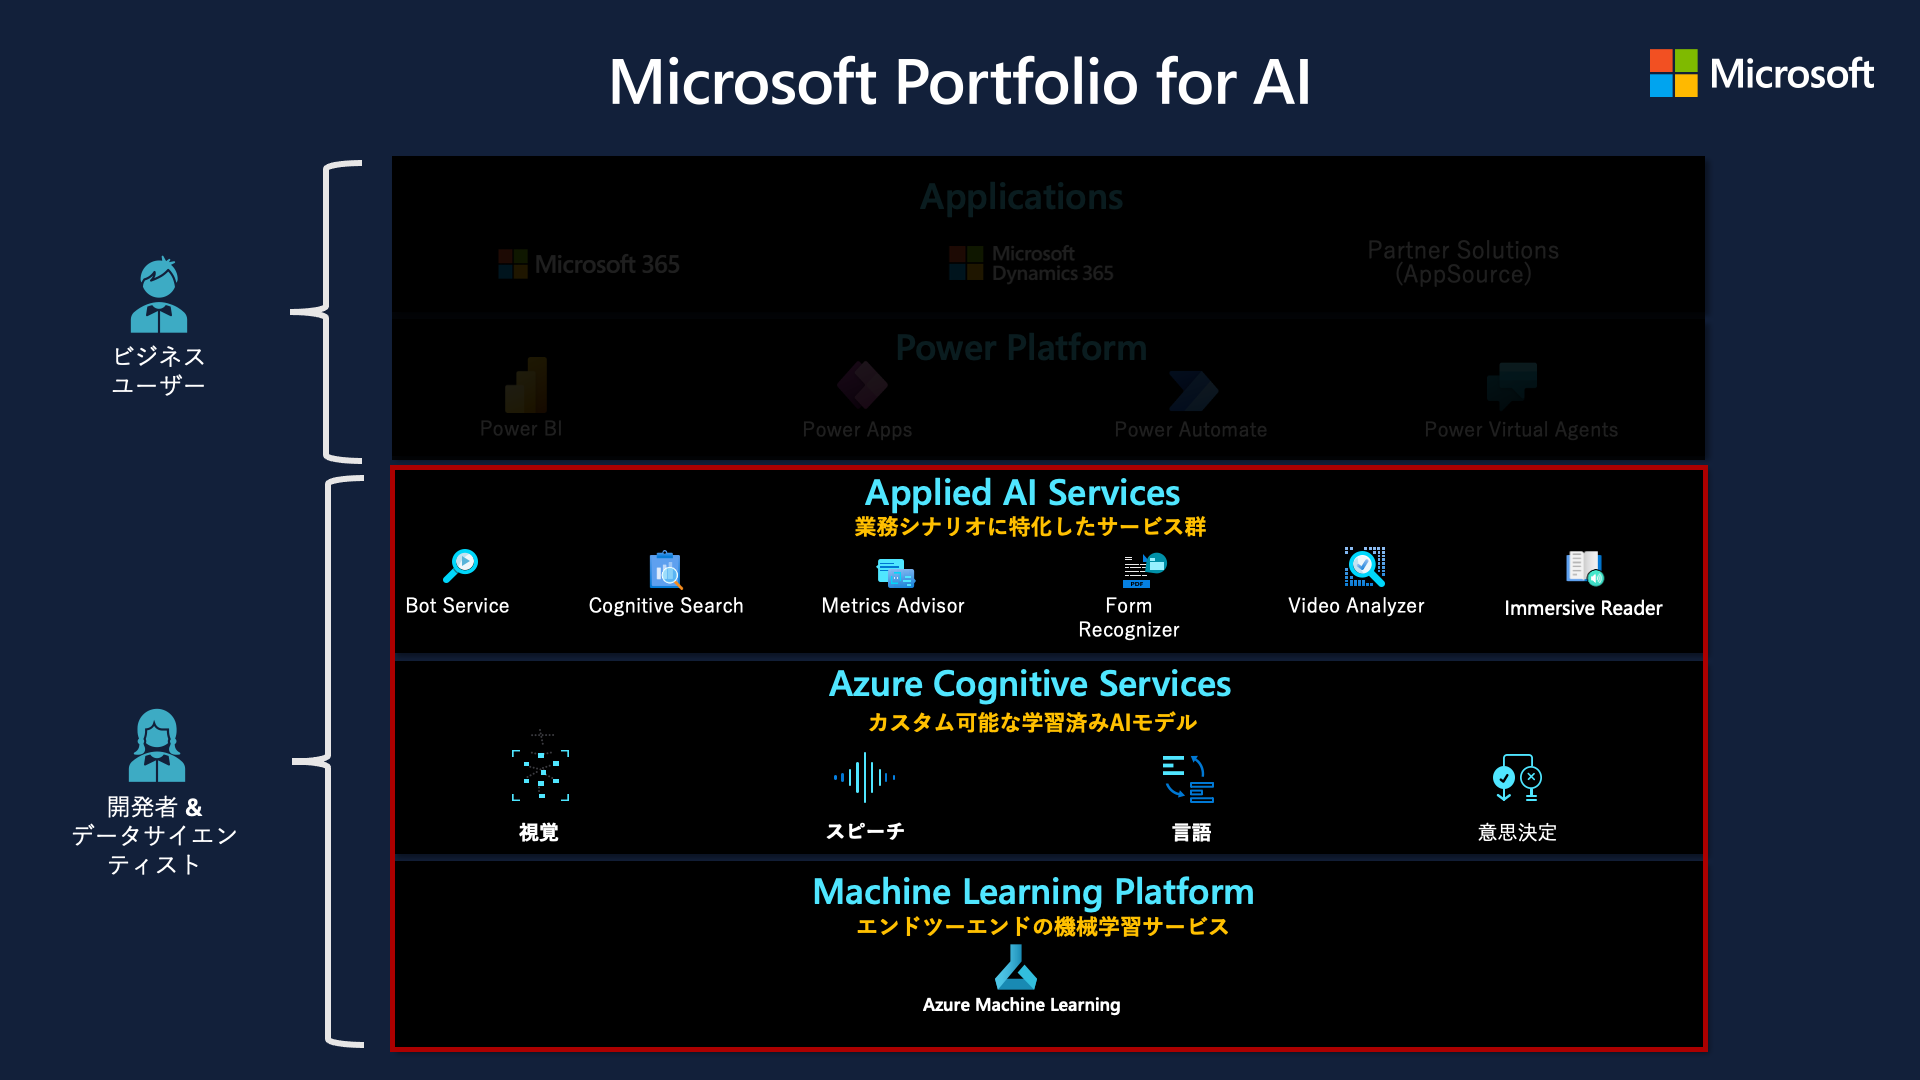 Microsoft Portfolio for AI
Microsoft
Applications
Microsoft 365
Microsoft
Dynamics 365
Partner Solutions
(AppSource)
ビジネス
ユーザー
Power Platform
Power BI
Power Apps
Power Automate
Power Virtual Agents
Applied AI Services
業務シナリオに特化したサービス群
Bot Service
Cognitive Search
Metrics Advisor
PDF
Form
Recognizer
Video Analyzer
Immersive Reader
開発者 &
データサイエン
ティスト
Azure Cognitive Services
カスタム可能な学習済みAIモデル
視覚
スピーチ
言語
意思決定
Machine Learning Platform
エンドツーエンドの機械学習サービス
Azure Machine Learning